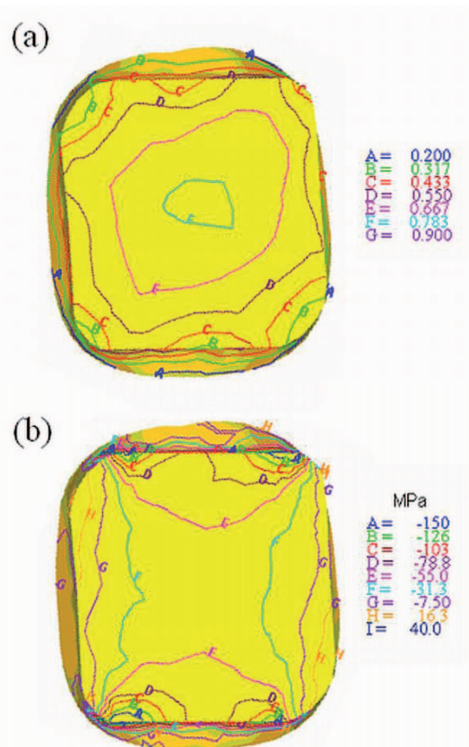 (a)
A = 0.200
B = 0.317
C = 0.433
D = 0.550
E = 0.667
F = 0.783
G = 0.900
(b)
MPa
A = -150
B = -126
C = -103
D = -78.8
E = -55.0
F = -31.3
G = -7.50
H = 16.3
I = 40.0